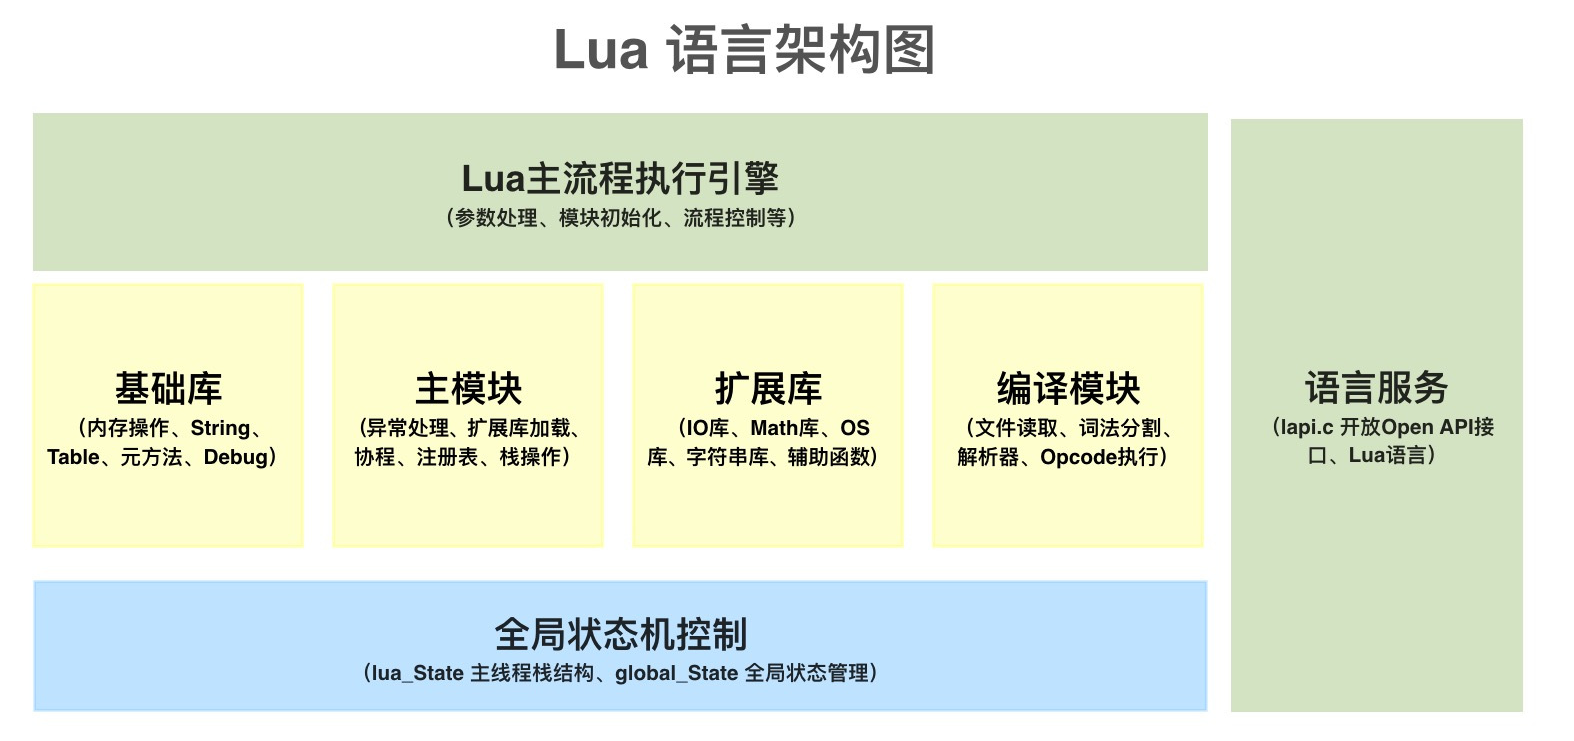 Lua 语言架构图
Lua主流程执行引擎
（参数处理、模块初始化、流程控制等）
基础库
（内存操作、String、
Table、元方法、Debug）
主模块
（异常处理、扩展库加载、
协程、注册表、栈操作）
扩展库
（IO库、Math库、OS
库、字符串库、辅助函数）
编译模块
（文件读取、词法分割、
解析器、Opcode执行）
语言服务
（lapi.c 开放Open API接
口、Lua语言）
全局状态机控制
（lua_State 主线程栈结构、global_State 全局状态管理）